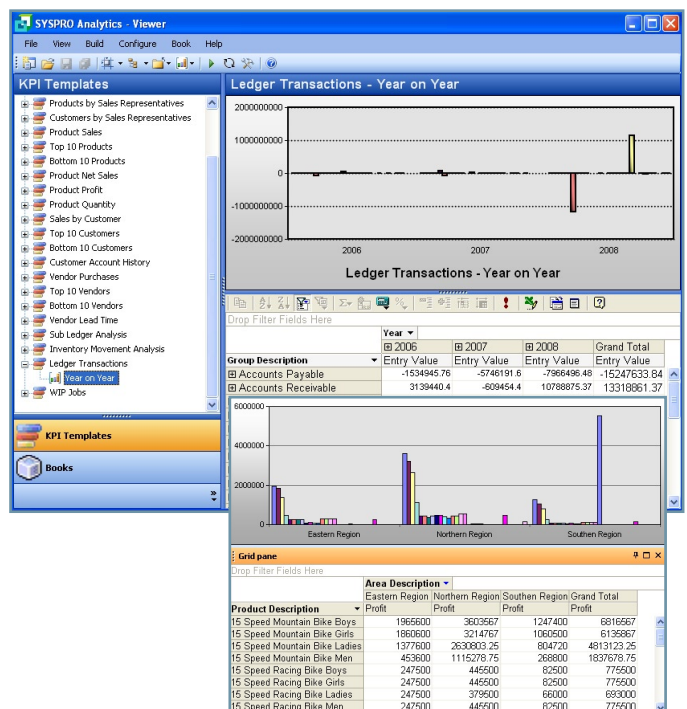 SYSPRO Analytics - Viewer
File View Build Configure Book Help
KPI Templates
Products by Sales Representatives
Customers by Sales Representatives
Product Sales
Top 10 Products
Bottom 10 Products
Product Net Sales
Product Profit
Product Quantity
Sales by Customer
Top 10 Customers
Bottom 10 Customers
Customer Account History
Vendor Purchases
Top 10 Vendors
Bottom 10 Vendors
Vendor Lead Time
Sub Ledger Analysis
Inventory Movement Analysis
Ledger Transactions
Year on Year
WIP Jobs
KPI Templates
Books
Ledger Transactions - Year on Year
2000000000
1000000000
0
-1000000000
-2000000000
2006 2007 2008
Ledger Transactions - Year on Year
Drop Filter Fields Here
Year
2006 2007 2008 Grand Total
Group Description Entry Value Entry Value Entry Value Entry Value
Accounts Payable -1534945.76 -5746191.6 -7966496.48 -15247633.84
Accounts Receivable 3139440.4 -609454.4 10788875.37 13318861.37
6000000
4000000
2000000
0
Eastern Region Northern Region Southen Region
Grid pane
Drop Filter Fields Here
Area Description
Eastern Region Northern Region Southen Region Grand Total
Product Description Profit Profit Profit Profit
15 Speed Mountain Bike Boys 1965600 3603567 1247400 6816567
15 Speed Mountain Bike Girls 1860600 3214767 1060500 6135867
15 Speed Mountain Bike Ladies 1377600 2630803.25 804720 4813123.25
15 Speed Mountain Bike Men 453600 1115278.75 268800 1837678.75
15 Speed Racing Bike Boys 247500 445500 82500 775500
15 Speed Racing Bike Girls 247500 445500 82500 775500
15 Speed Racing Bike Ladies 247500 379500 66000 693000
15 Speed Racing Bike Men 247500 445500 82500 775500